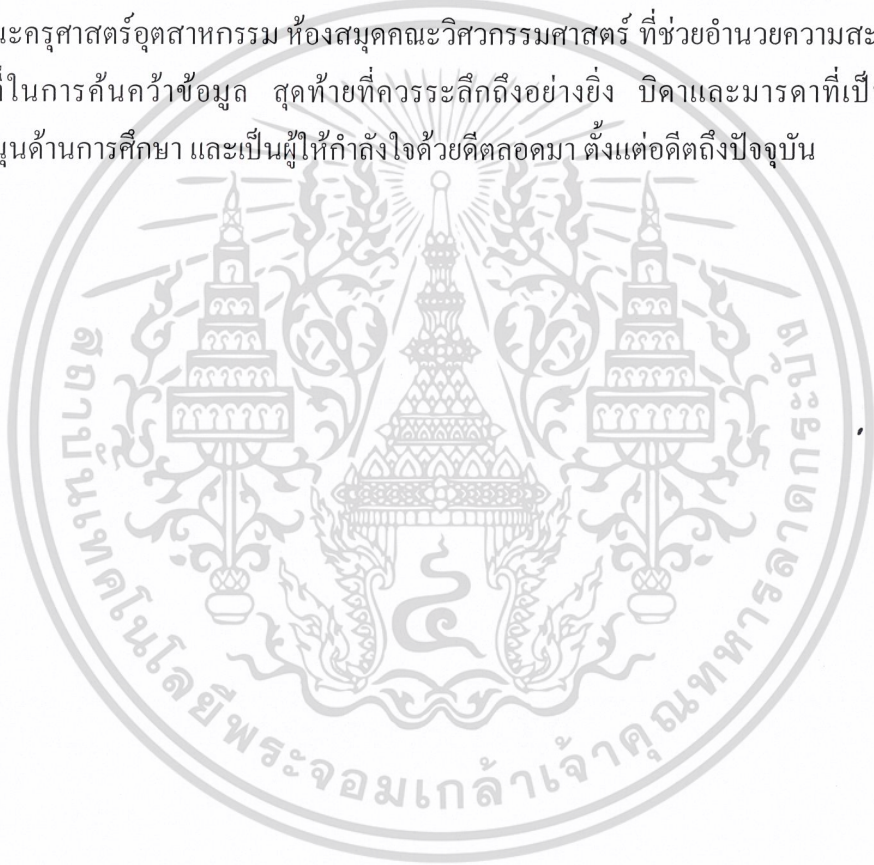 นะครุศาสตร์อุตสาหกรรม ห้องสมุดคณะวิศวกรรมศาสตร์ ที่ช่วยอำนวยความสะ
ที่ในการค้นคว้าข้อมูล สุดท้ายที่ควรระลึกถึงอย่างยิ่ง บิดาและมารดาที่เป็
นุนด้านการศึกษา และเป็นผู้ให้กำลังใจด้วยดีตลอดมา ตั้งแต่อดีตถึงปัจจุบัน
๔
สถาบันเทคโนโลยีพระจอมเกล้าเจ้าคุณทหารลาดกระบัง